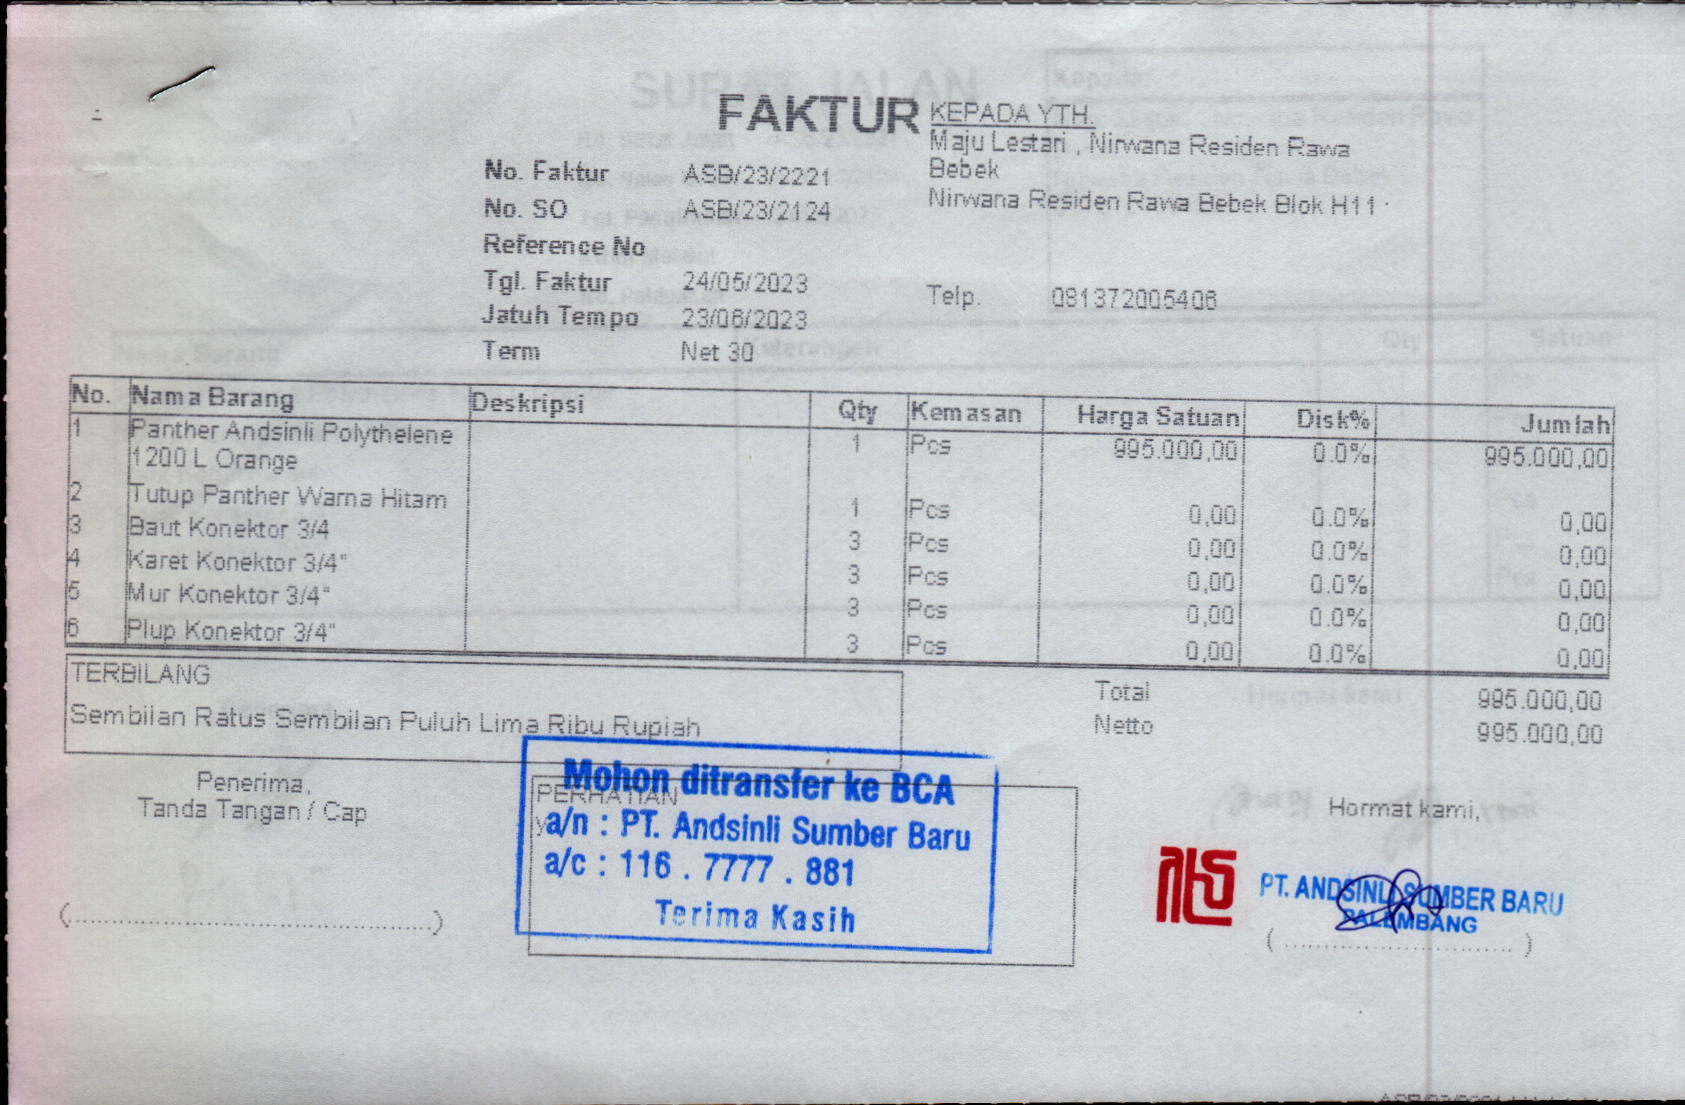 FAKTUR
No. Faktur ASB/23/2221
No. SO ASB/23/2124
Reference No
Tgl. Faktur 24/05/2023
Jatuh Tempo 23/06/2023
Term Net 30
KEPADA YTH.
Maju Lestari , Nirwana Residen Rawa
Bebek
Nirwana Residen Rawa Bebek Blok H11
Telp. 081372005406
No. Nama Barang Deskripsi Qty Kemasan Harga Satuan Disk% Jumlah
1 Panther Andsinli Polythelene 1 Pcs 995.000,00 0.0% 995.000,00
1200 L Orange
2 Tutup Panther Warna Hitam 1 Pcs 0,00 0.0% 0,00
3 Baut Konektor 3/4 3 Pcs 0,00 0.0% 0,00
4 Karet Konektor 3/4" 3 Pcs 0,00 0.0% 0,00
5 Mur Konektor 3/4" 3 Pcs 0,00 0.0% 0,00
6 Plup Konektor 3/4" 3 Pcs 0,00 0.0% 0,00
TERBILANG
Sembilan Ratus Sembilan Puluh Lima Ribu Rupiah
Total 995.000,00
Netto 995.000,00
Penerima,
Tanda Tangan / Cap
(..........................................)
PERHATIAN
Mohon ditransfer ke BCA
a/n : PT. Andsinli Sumber Baru
a/c : 116 . 7777 . 881
Terima Kasih
Hormat kami,
PT. ANDSINLI SUMBER BARU
PALEMBANG
( .............................. )